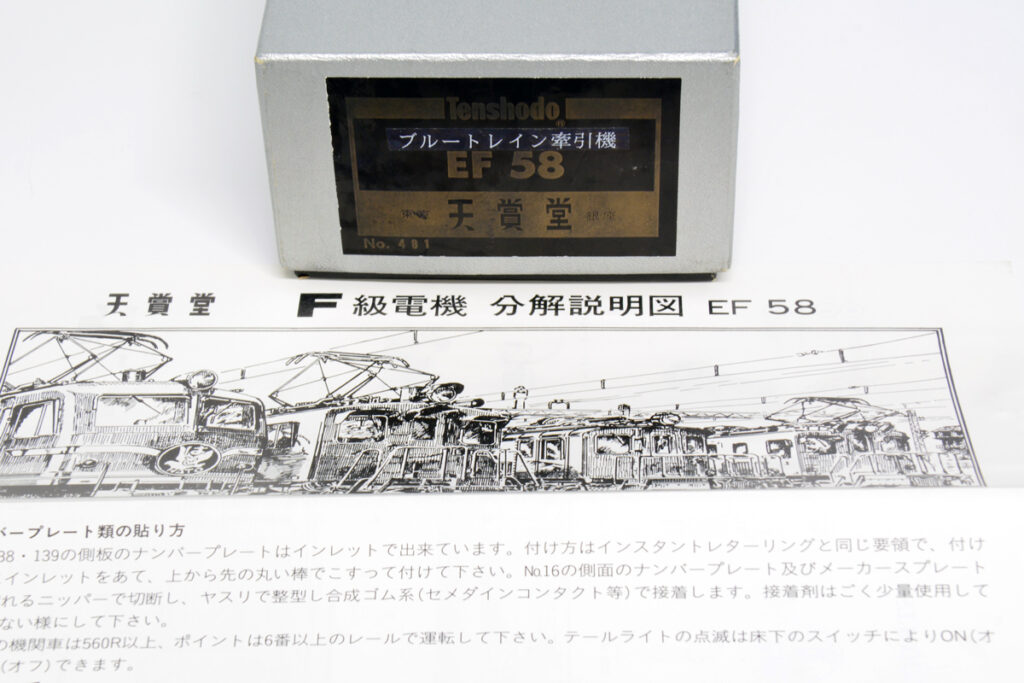 Tenshodo
®
ブルートレイン牽引機
EF 58
東京 天賞堂 銀座
No. 481
天賞堂 F級電機 分解説明図 EF 58
バープレート類の貼り方
38・139の側板のナンバープレートはインレットで出来ています。付け方はインスタントレターリングと同じ要領で、付け
インレットをあて、上から先の丸い棒でこすって付けて下さい。No.16の側面のナンバープレート及びメーカースプレート
れるニッパーで切断し、ヤスリで整型し合成ゴム系(セメダインコンタクト等)で接着します。接着剤はごく少量使用して
ない様にして下さい。
の機関車は560R以上、ポイントは6番以上のレールで運転して下さい。テールライトの点滅は床下のスイッチによりON(オ
(オフ)できます。